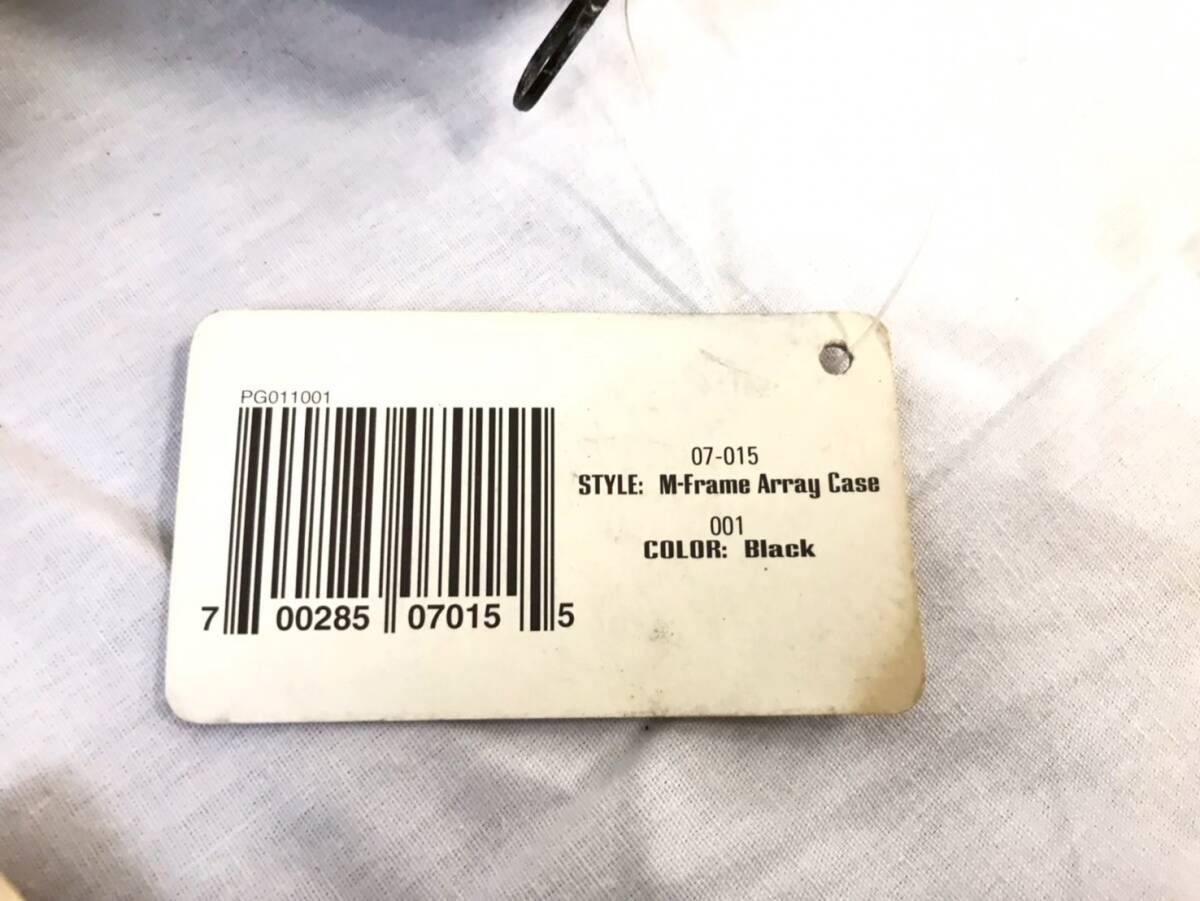 PG011001
7 00285 07015 5
07-015
STYLE: M-Frame Array Case
001
COLOR: Black